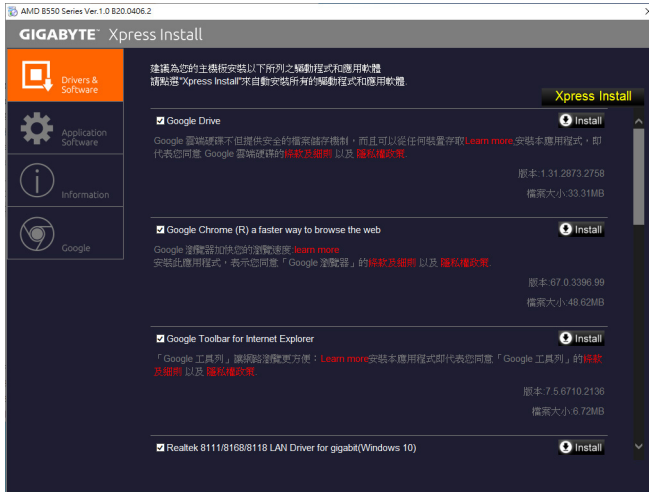 AMD B550 Series Ver.1.0 B20.0406.2
GIGABYTE™ Xpress Install
Drivers & Software
建議為您的主機板安裝以下所列之驅動程式和應用軟體
請點選"Xpress Install"來自動安裝所有的驅動程式和應用軟體.
Xpress Install
Google Drive
Install
Google 雲端硬碟不但提供安全的檔案儲存機制，而且可以從任何裝置存取Learn more,安裝本應用程式，即
代表您同意 Google 雲端硬碟的條款及細則 以及 隱私權政策.
版本:1.31.2873.2758
檔案大小:33.31MB
Application Software
Information
Google
Google Chrome (R) a faster way to browse the web
Install
Google 瀏覽器加快您的瀏覽速度.learn more
安裝此應用程式，表示您同意「Google 瀏覽器」的條款及細則 以及 隱私權政策.
版本:67.0.3396.99
檔案大小:48.62MB
Google Toolbar for Internet Explorer
Install
「Google 工具列」讓網路瀏覽更方便：Learn more安裝本應用程式即代表您同意「Google 工具列」的條款
及細則 以及 隱私權政策.
版本:7.5.6710.2136
檔案大小:6.72MB
Realtek 8111/8168/8118 LAN Driver for gigabit(Windows 10)
Install